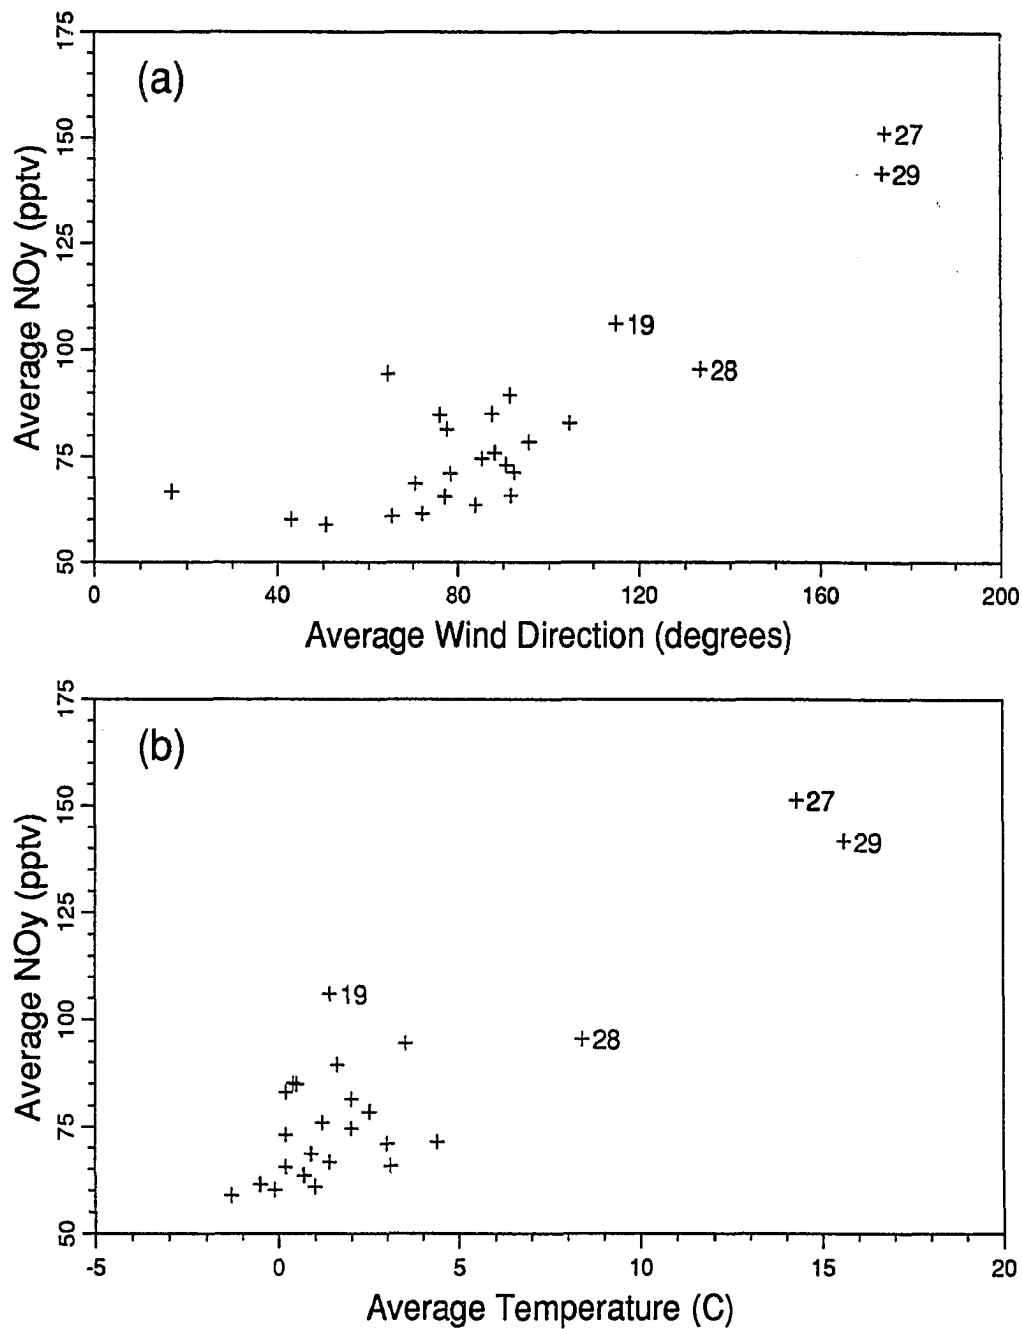 (a)
Average NOy (pptv)
175
150
125
100
75
50
27
29
19
28
0 40 80 120 160 200
Average Wind Direction (degrees)
(b)
Average NOy (pptv)
175
150
125
100
75
50
27
29
19
28
-5 0 5 10 15 20
Average Temperature (C)